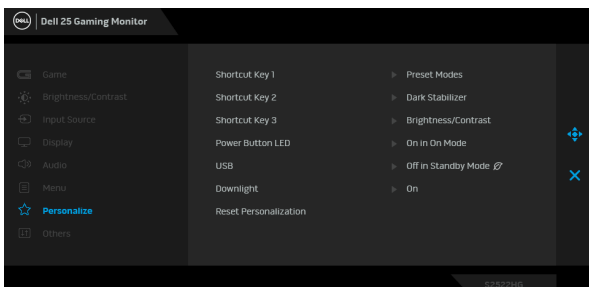 DELL Dell 25 Gaming Monitor
Game
Brightness/Contrast
Input Source
Display
Audio
Menu
Personalize
Others
Shortcut Key 1 Preset Modes
Shortcut Key 2 Dark Stabilizer
Shortcut Key 3 Brightness/Contrast
Power Button LED On in On Mode
USB Off in Standby Mode
Downlight On
Reset Personalization
S2522HG